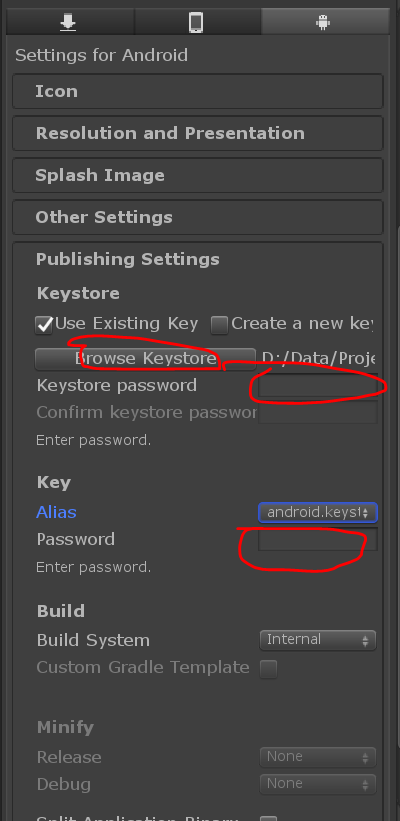 Settings for Android
Icon
Resolution and Presentation
Splash Image
Other Settings
Publishing Settings
Keystore
Use Existing Key Create a new key
Browse Keystore D:/Data/Proje
Keystore password
Confirm keystore passwor
Enter password.
Key
Alias android.keyst
Password
Enter password.
Build
Build System Internal
Custom Gradle Template
Minify
Release None
Debug None
Split Application Binary